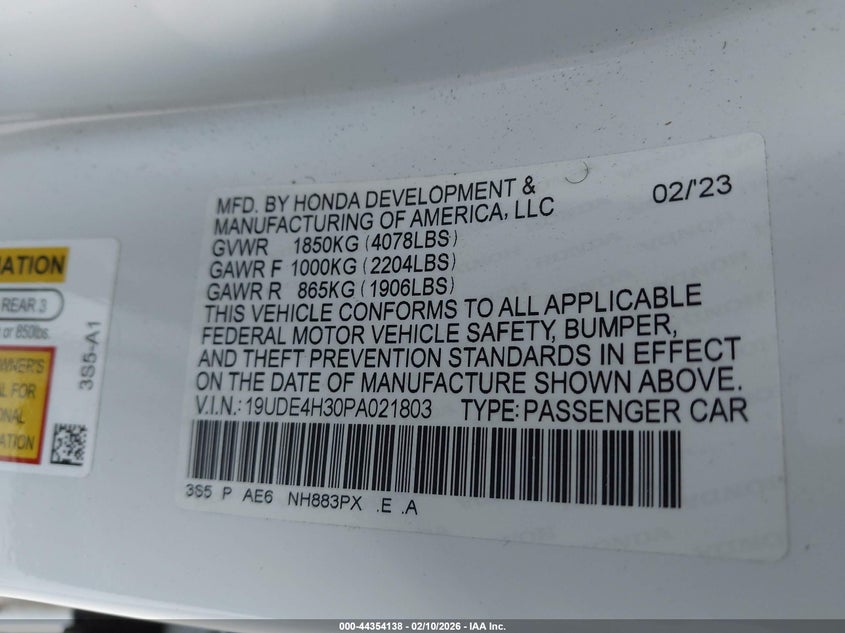 MFD. BY HONDA DEVELOPMENT &
MANUFACTURING OF AMERICA, LLC
02/'23
GVWR 1850KG (4078LBS)
GAWR F 1000KG (2204LBS)
GAWR R 865KG (1906LBS)
THIS VEHICLE CONFORMS TO ALL APPLICABLE
FEDERAL MOTOR VEHICLE SAFETY, BUMPER,
AND THEFT PREVENTION STANDARDS IN EFFECT
ON THE DATE OF MANUFACTURE SHOWN ABOVE.
V.I.N.: 19UDE4H30PA021803 TYPE: PASSENGER CAR
3S5 P AE6 NH883PX .E .A
REAR 3
or 850lbs.
3S5-A1
000-44354138 - 02/10/2026 - IAA Inc.